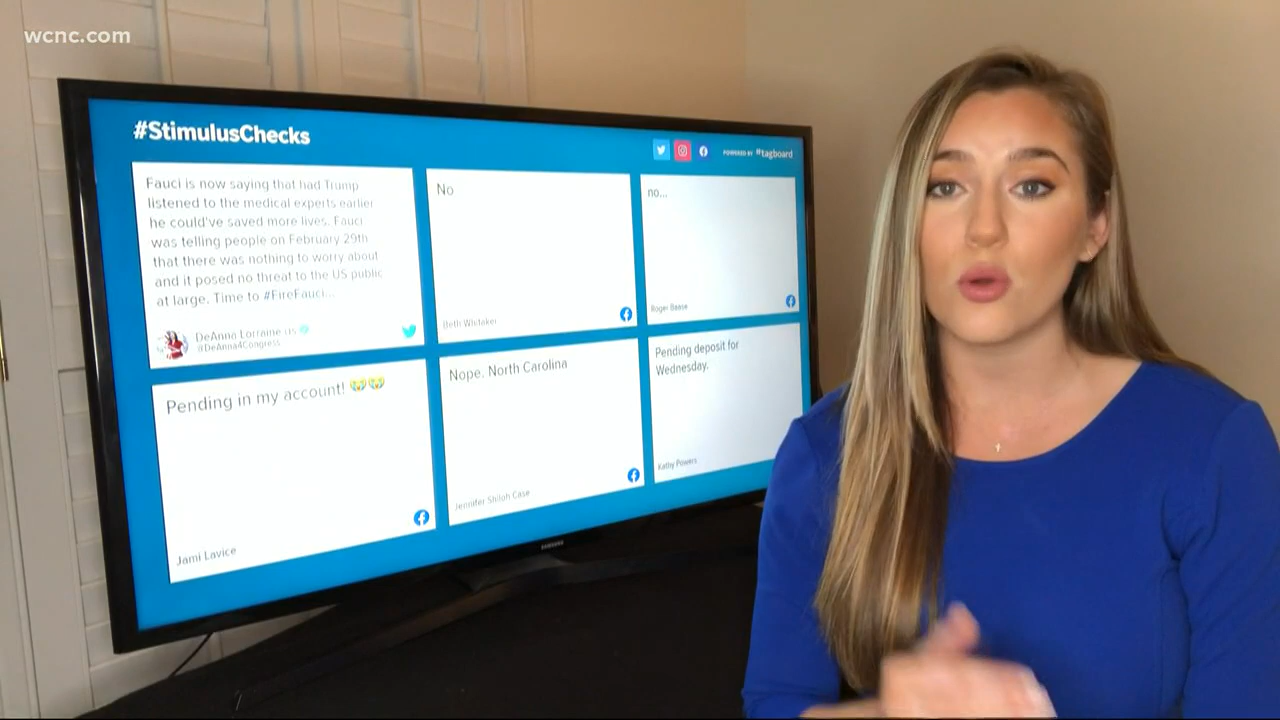 wcnc.com
#StimulusChecks
POWERED BY #tagboard
Fauci is now saying that had Trump
listened to the medical experts earlier
he could've saved more lives. Fauci
was telling people on February 29th
that there was nothing to worry about
and it posed no threat to the US public
at large. Time to #FireFauci...
DeAnna Lorraine
@DeAnna4Congress
No
Beth Whitaker
no...
Roger Baase
Pending in my account! 😭😭
Jami Lavice
Nope. North Carolina
Jennifer Shiloh Case
Pending deposit for
Wednesday.
Kathy Powers
SAMSUNG